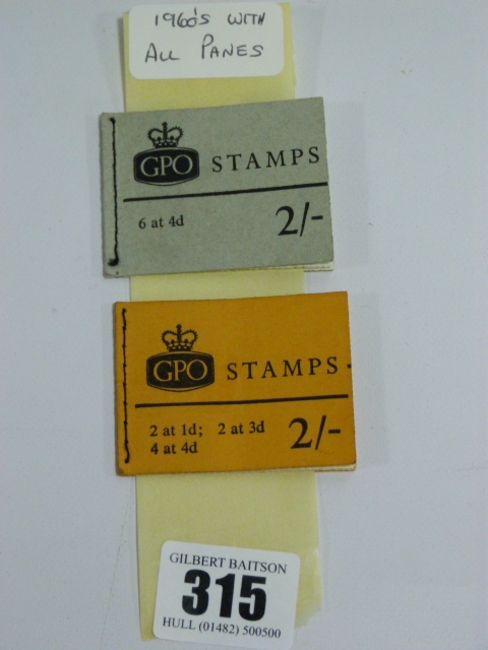 1960's WITH
ALL PANES
GPO STAMPS
6 at 4d 2/-
GPO STAMPS
2 at 1d; 2 at 3d 2/-
4 at 4d
GILBERT BAITSON
315
HULL (01482) 500500